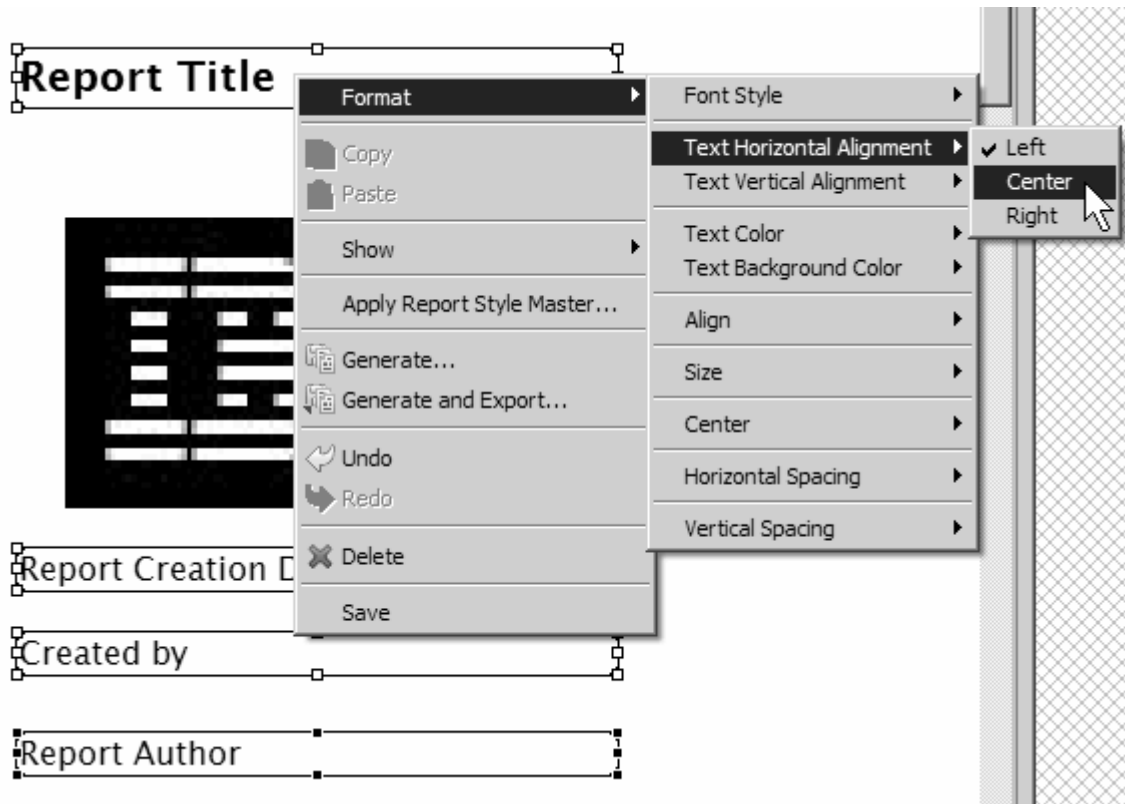 Report Title
Format
Copy
Paste
Show
Apply Report Style Master...
Generate...
Generate and Export...
Undo
Redo
Delete
Save
Font Style
Text Horizontal Alignment
Text Vertical Alignment
Text Color
Text Background Color
Align
Size
Center
Horizontal Spacing
Vertical Spacing
Left
Center
Right
Report Creation
Created by
Report Author